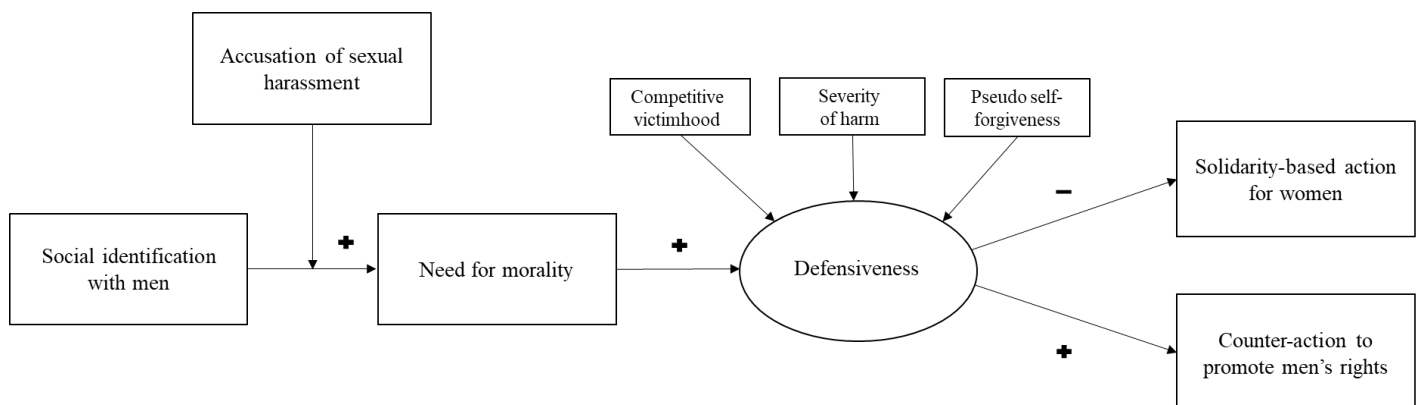 Accusation of sexual
harassment
Competitive
victimhood
Severity
of harm
Pseudo self-
forgiveness
Solidarity-based action
for women
Social identification
with men
Need for morality
Defensiveness
Counter-action to
promote men's rights
+
+
−
+